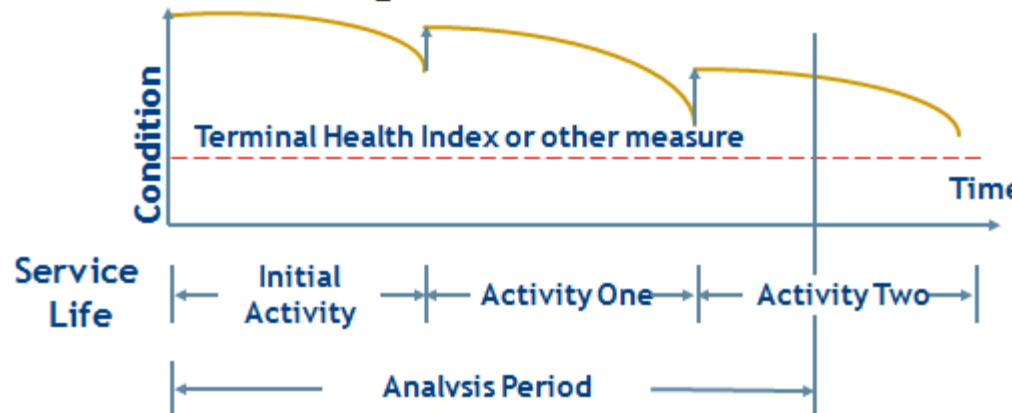 Condition
Terminal Health Index or other measure
Time
Service
Life
Initial
Activity
Activity One
Activity Two
Analysis Period